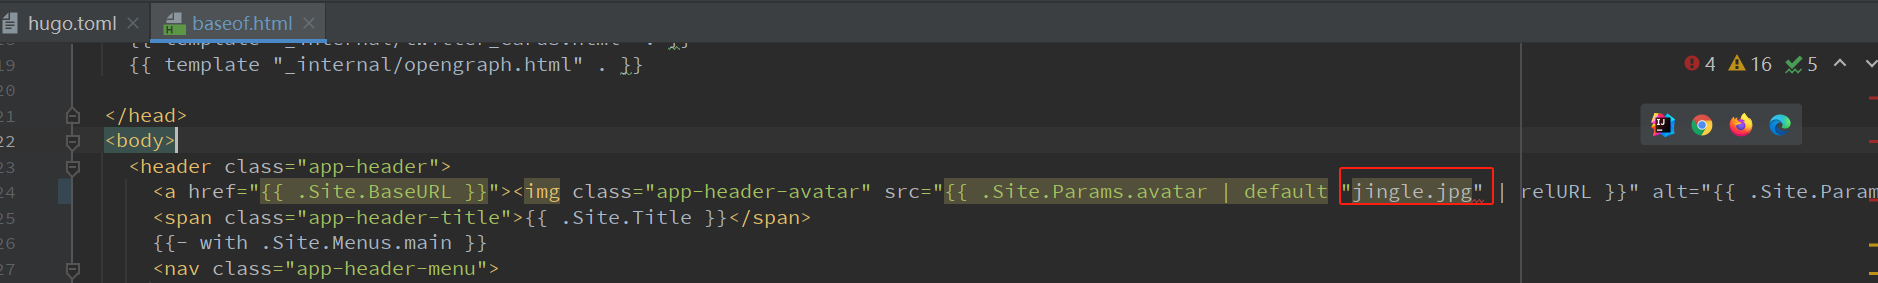 hugo.toml baseof.html
19 {{ template "_internal/opengraph.html" . }} 4 16 5
20
21 </head>
22 <body>
23 <header class="app-header">
24 <a href="{{ .Site.BaseURL }}"><img class="app-header-avatar" src="{{ .Site.Params.avatar | default "jingle.jpg" | relURL }}" alt="{{ .Site.Para
25 <span class="app-header-title">{{ .Site.Title }}</span>
26 {{- with .Site.Menus.main }}
27 <nav class="app-header-menu">